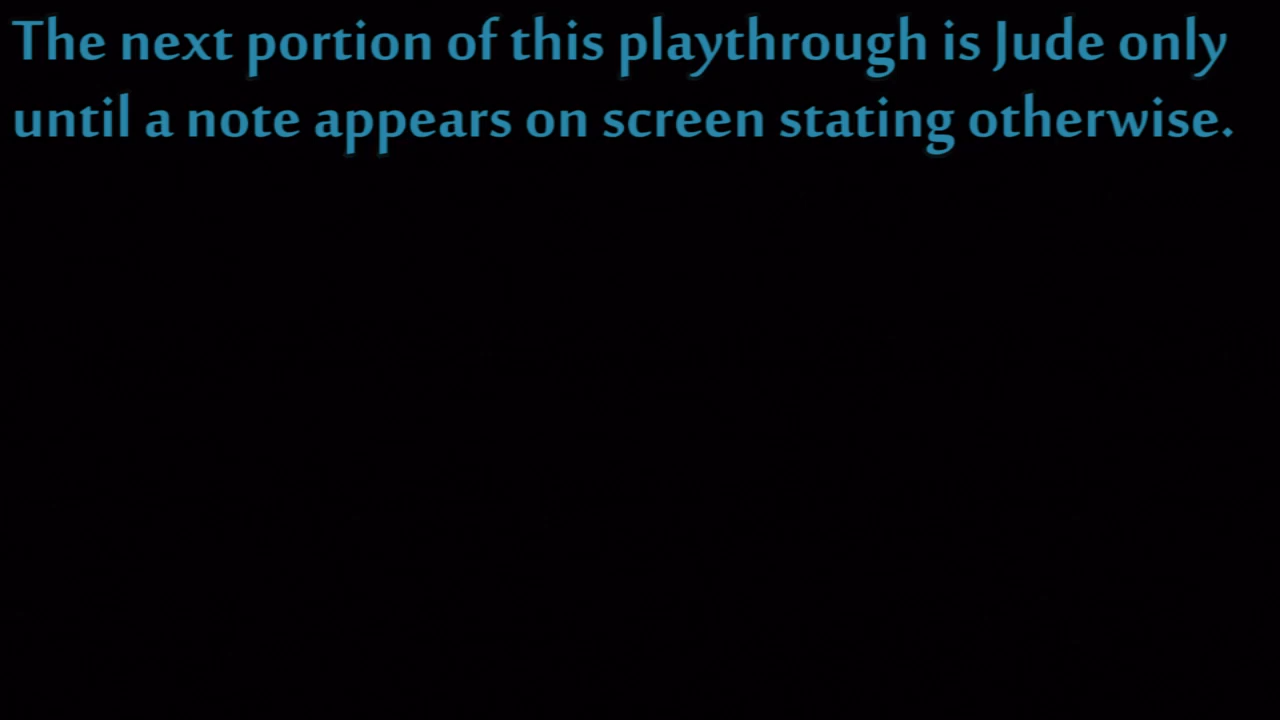 The next portion of this playthrough is Jude only
until a note appears on screen stating otherwise.